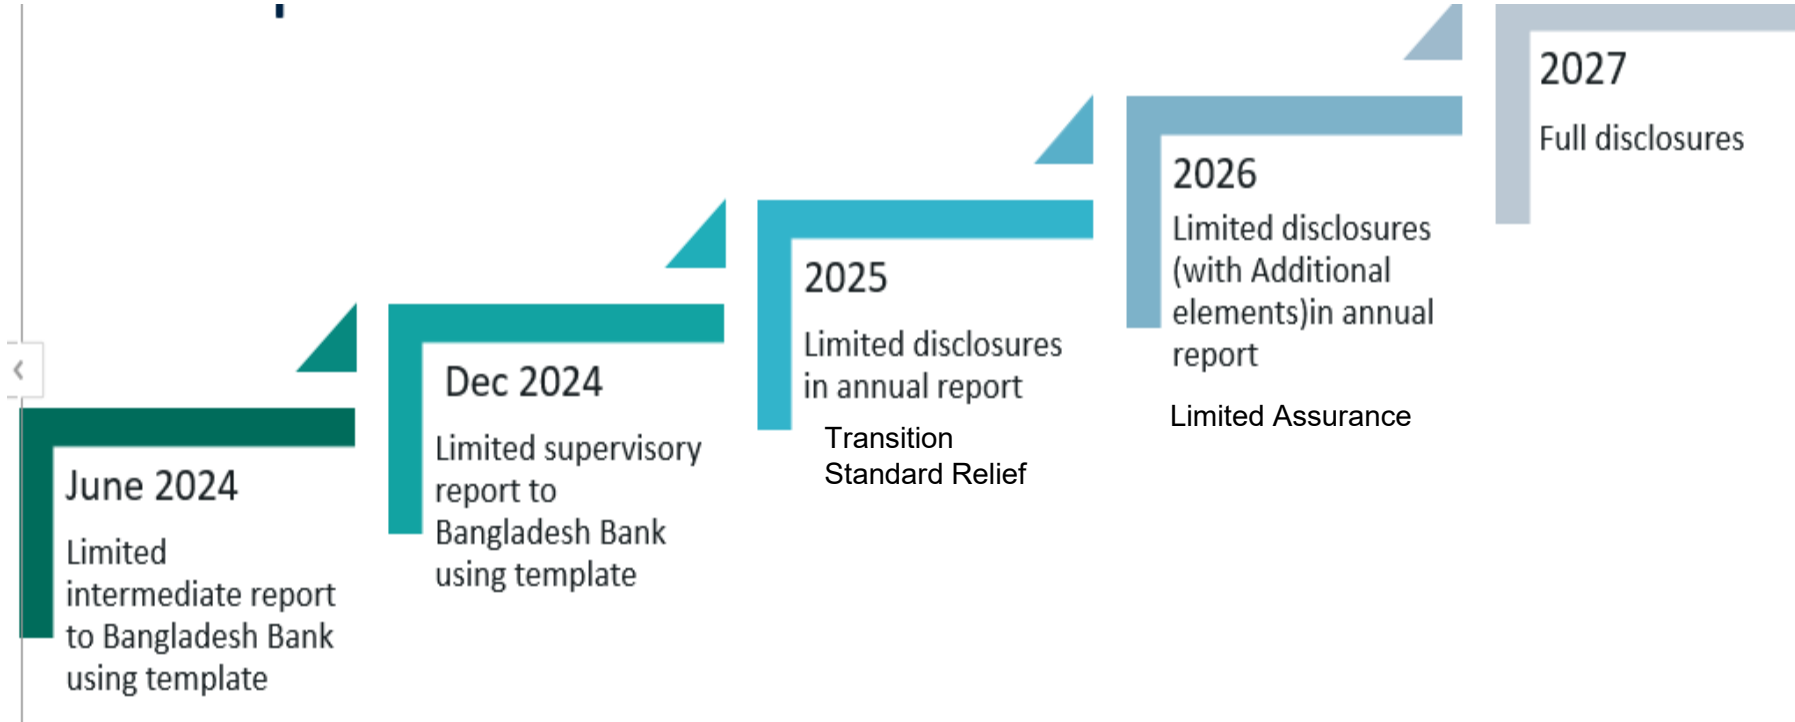 June 2024
Limited
intermediate report
to Bangladesh Bank
using template
Dec 2024
Limited supervisory
report to
Bangladesh Bank
using template
2025
Limited disclosures
in annual report
Transition
Standard Relief
2026
Limited disclosures
(with Additional
elements)in annual
report
Limited Assurance
2027
Full disclosures